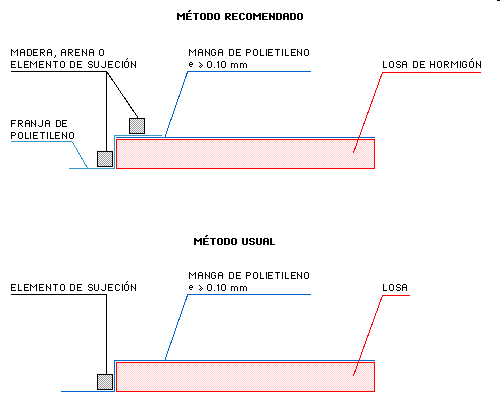 MÉTODO RECOMENDADO
MADERA, ARENA O
ELEMENTO DE SUJECIÓN
MANGA DE POLIETILENO
e ≥ 0.10 mm
LOSA DE HORMIGÓN
FRANJA DE
POLIETILENO
MÉTODO USUAL
ELEMENTO DE SUJECIÓN
MANGA DE POLIETILENO
e ≥ 0.10 mm
LOSA